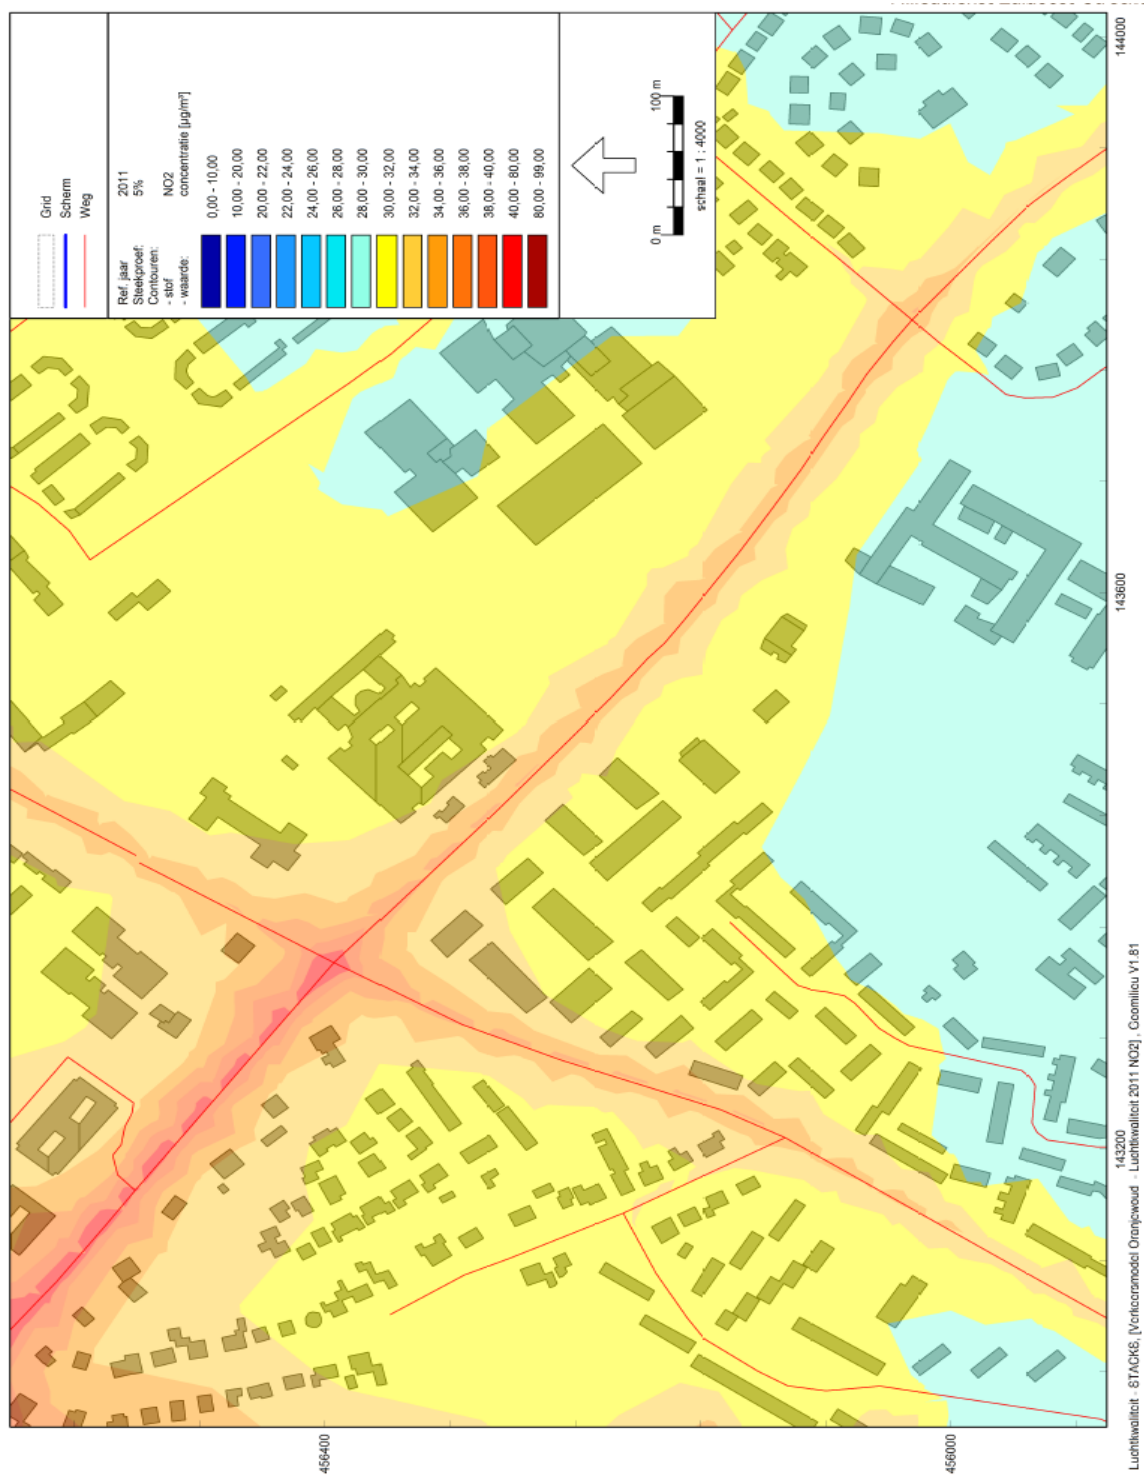 Grid
Scherm
Weg
Ref. jaar 2011
Steekproef: 5%
Contouren:
- stof NO2
- waarde: concentratie [µg/m³]
0,00 - 10,00
10,00 - 20,00
20,00 - 22,00
22,00 - 24,00
24,00 - 26,00
26,00 - 28,00
28,00 - 30,00
30,00 - 32,00
32,00 - 34,00
34,00 - 36,00
36,00 - 38,00
38,00 - 40,00
40,00 - 80,00
80,00 - 99,00
0 m 100 m
schaal = 1 : 4000
144000
143600
143200
456400
456000
Luchtkwaliteit - STACKS, [Verkeersmodel Oranjewoud - Luchtkwaliteit 2011 NO2] , Geomilieu V1.81